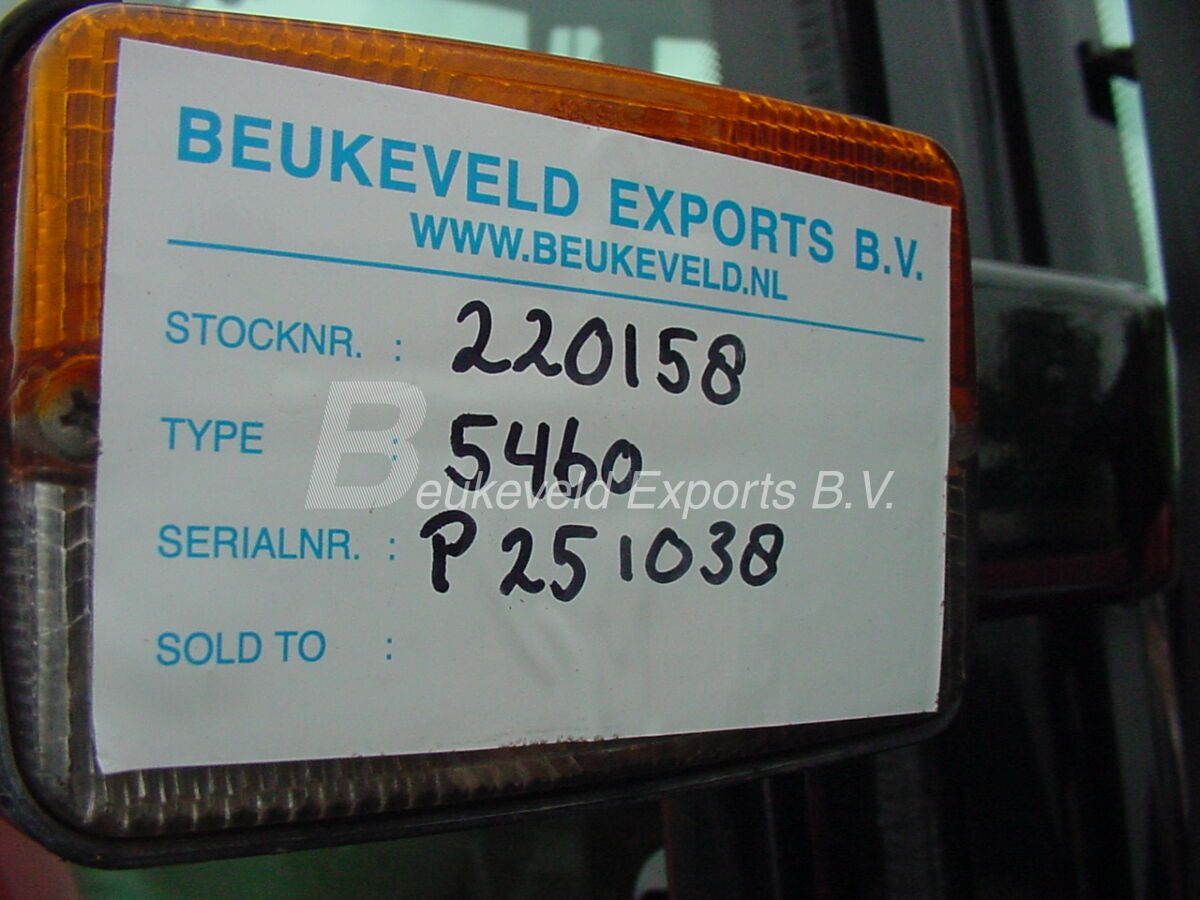 BEUKEVELD EXPORTS B.V.
WWW.BEUKEVELD.NL
STOCKNR. : 220158
TYPE : 5460
Beukeveld Exports B.V.
SERIALNR. : P251038
SOLD TO :